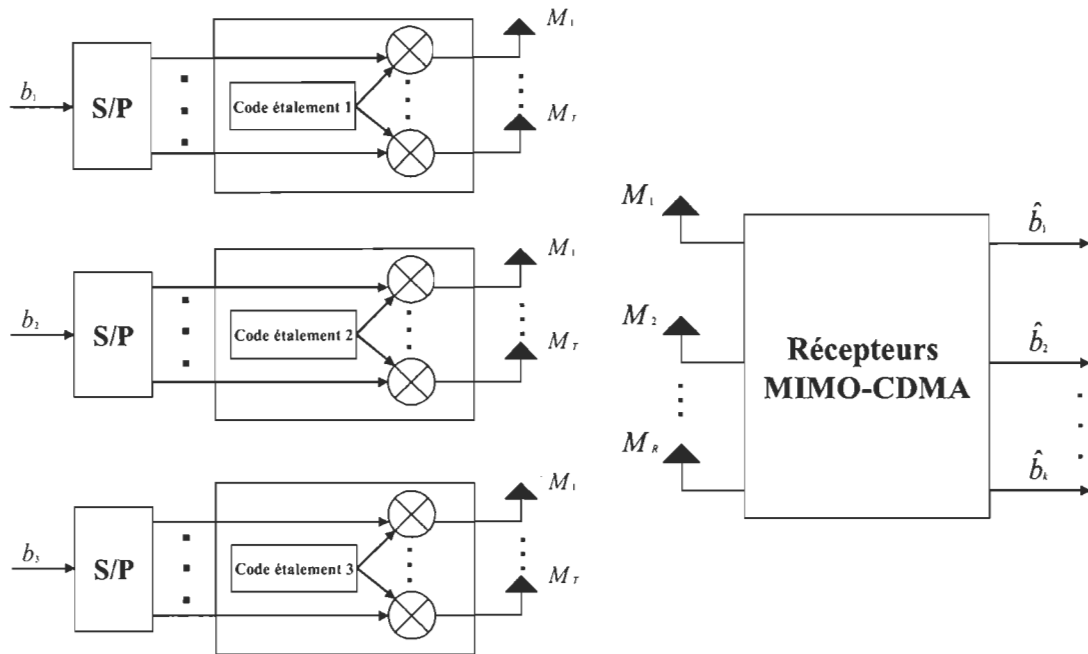 b₁
S/P
Code étalement 1
M₁
M_T
b₂
S/P
Code étalement 2
M₁
M_T
b₃
S/P
Code étalement 3
M₁
M_T
M₁
M₂
M_R
Récepteurs
MIMO-CDMA
b̂₁
b̂₂
b̂ₖ